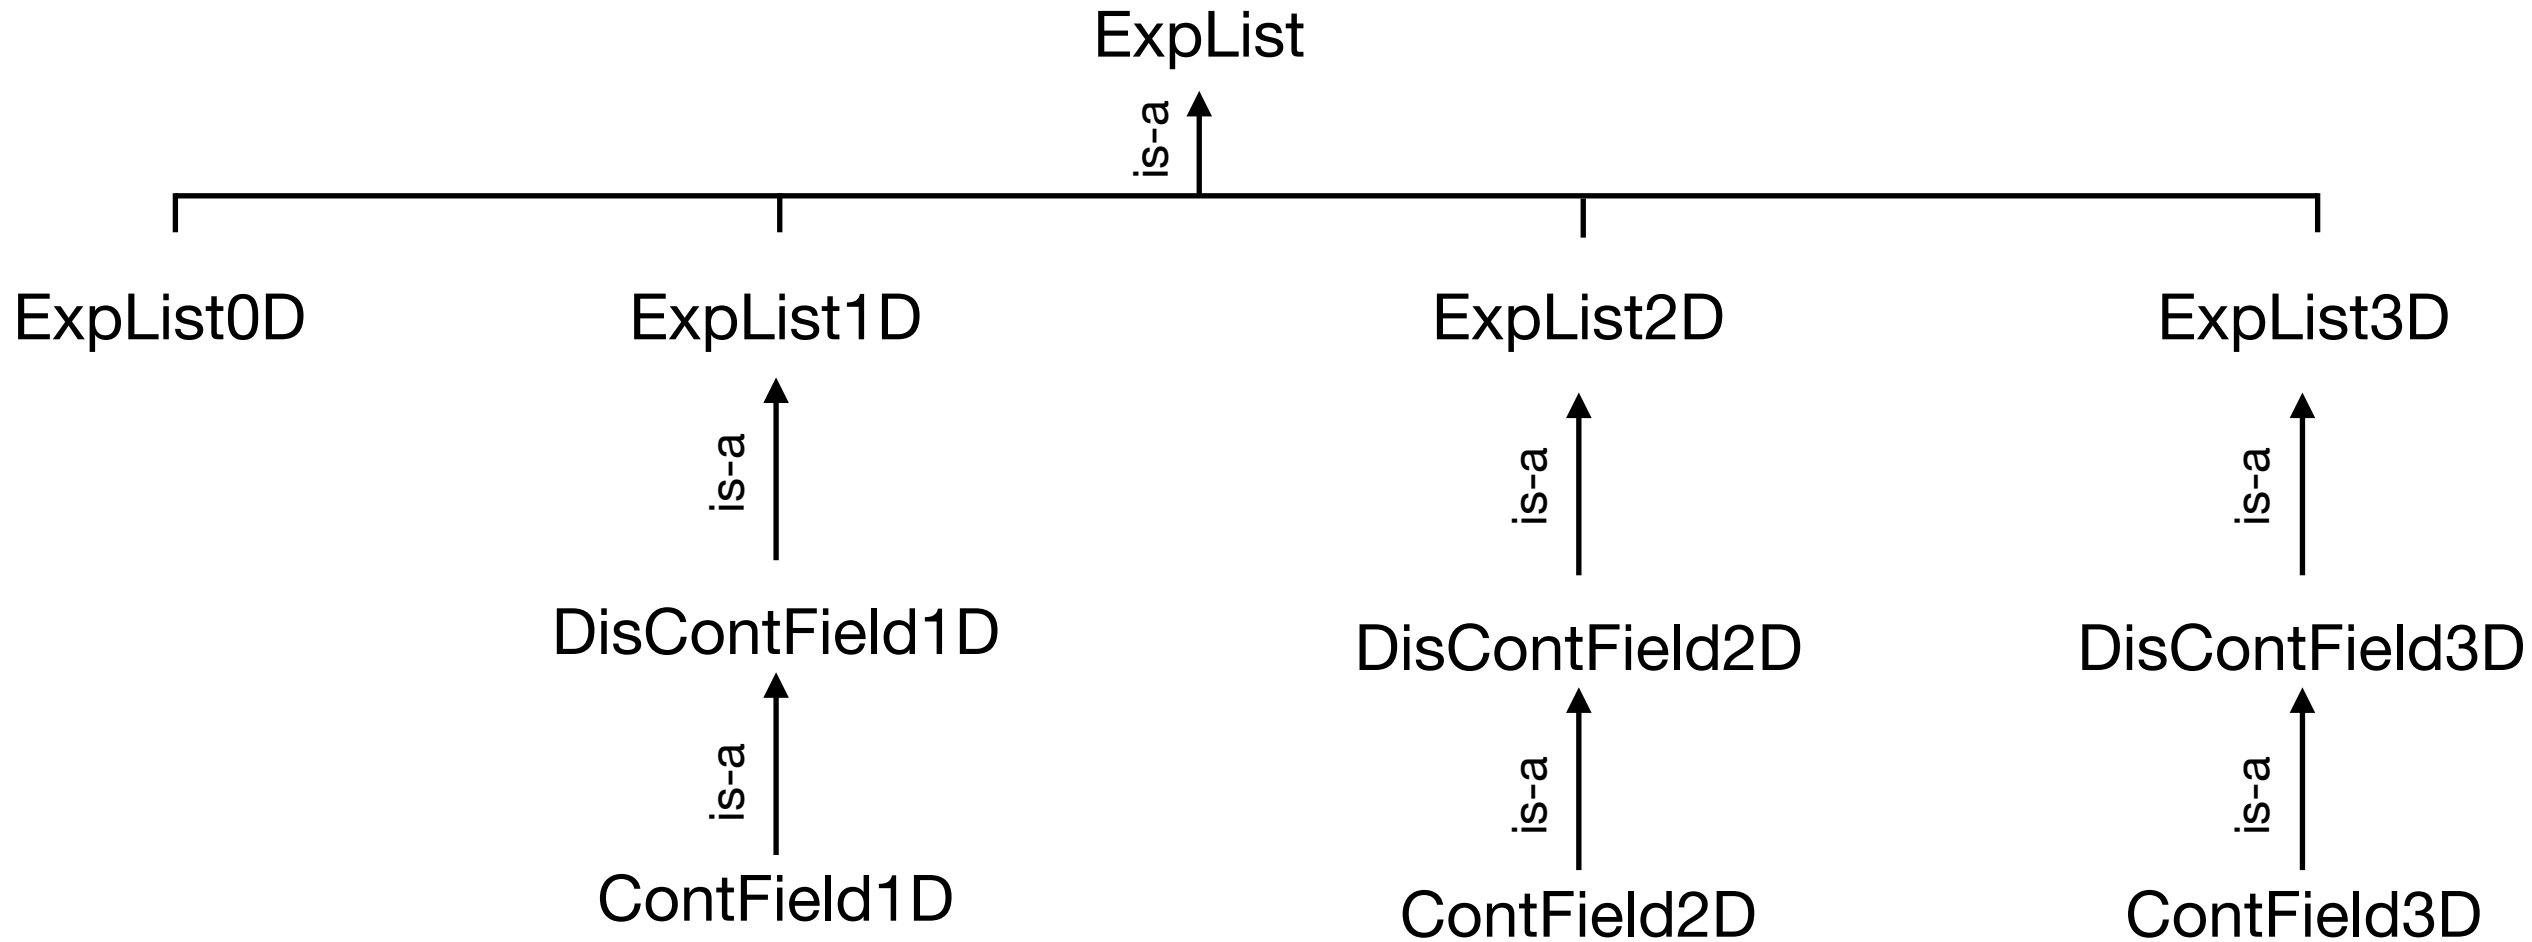 ExpList
is-a
ExpList0D
ExpList1D
ExpList2D
ExpList3D
is-a
is-a
is-a
DisContField1D
DisContField2D
DisContField3D
is-a
is-a
is-a
ContField1D
ContField2D
ContField3D